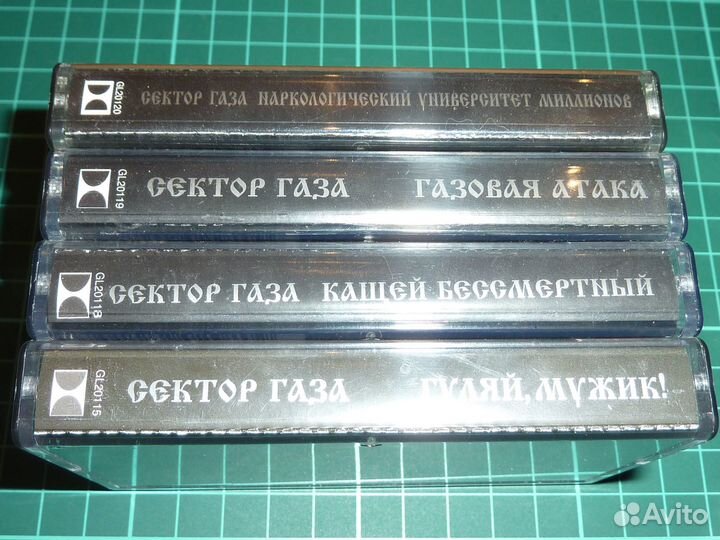 GL20120 СЕКТОР ГАЗА НАРКОЛОГИЧЕСКИЙ УНИВЕРСИТЕТ МИЛЛИОНОВ
GL20119 СЕКТОР ГАЗА ГАЗОВАЯ АТАКА
GL20118 СЕКТОР ГАЗА КАЩЕЙ БЕССМЕРТНЫЙ
GL20115 СЕКТОР ГАЗА ГУЛЯЙ, МУЖИК!
Avito